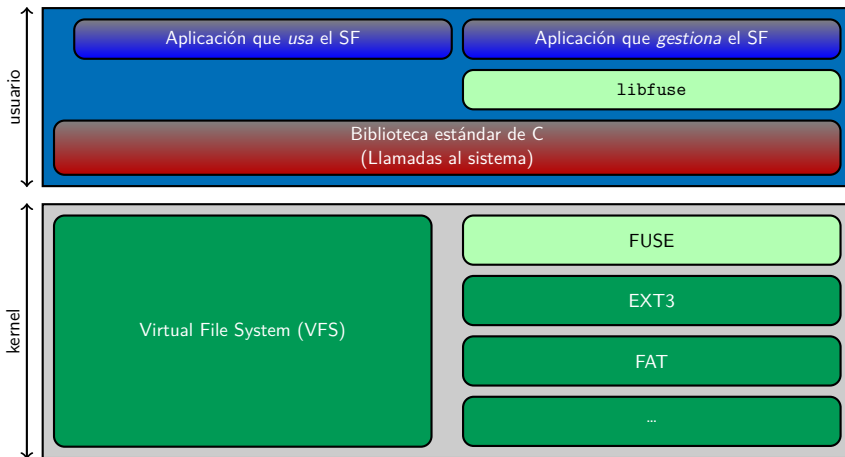 usuario
Aplicación que usa el SF
Aplicación que gestiona el SF
libfuse
Biblioteca estándar de C
(Llamadas al sistema)
kernel
Virtual File System (VFS)
FUSE
EXT3
FAT
...